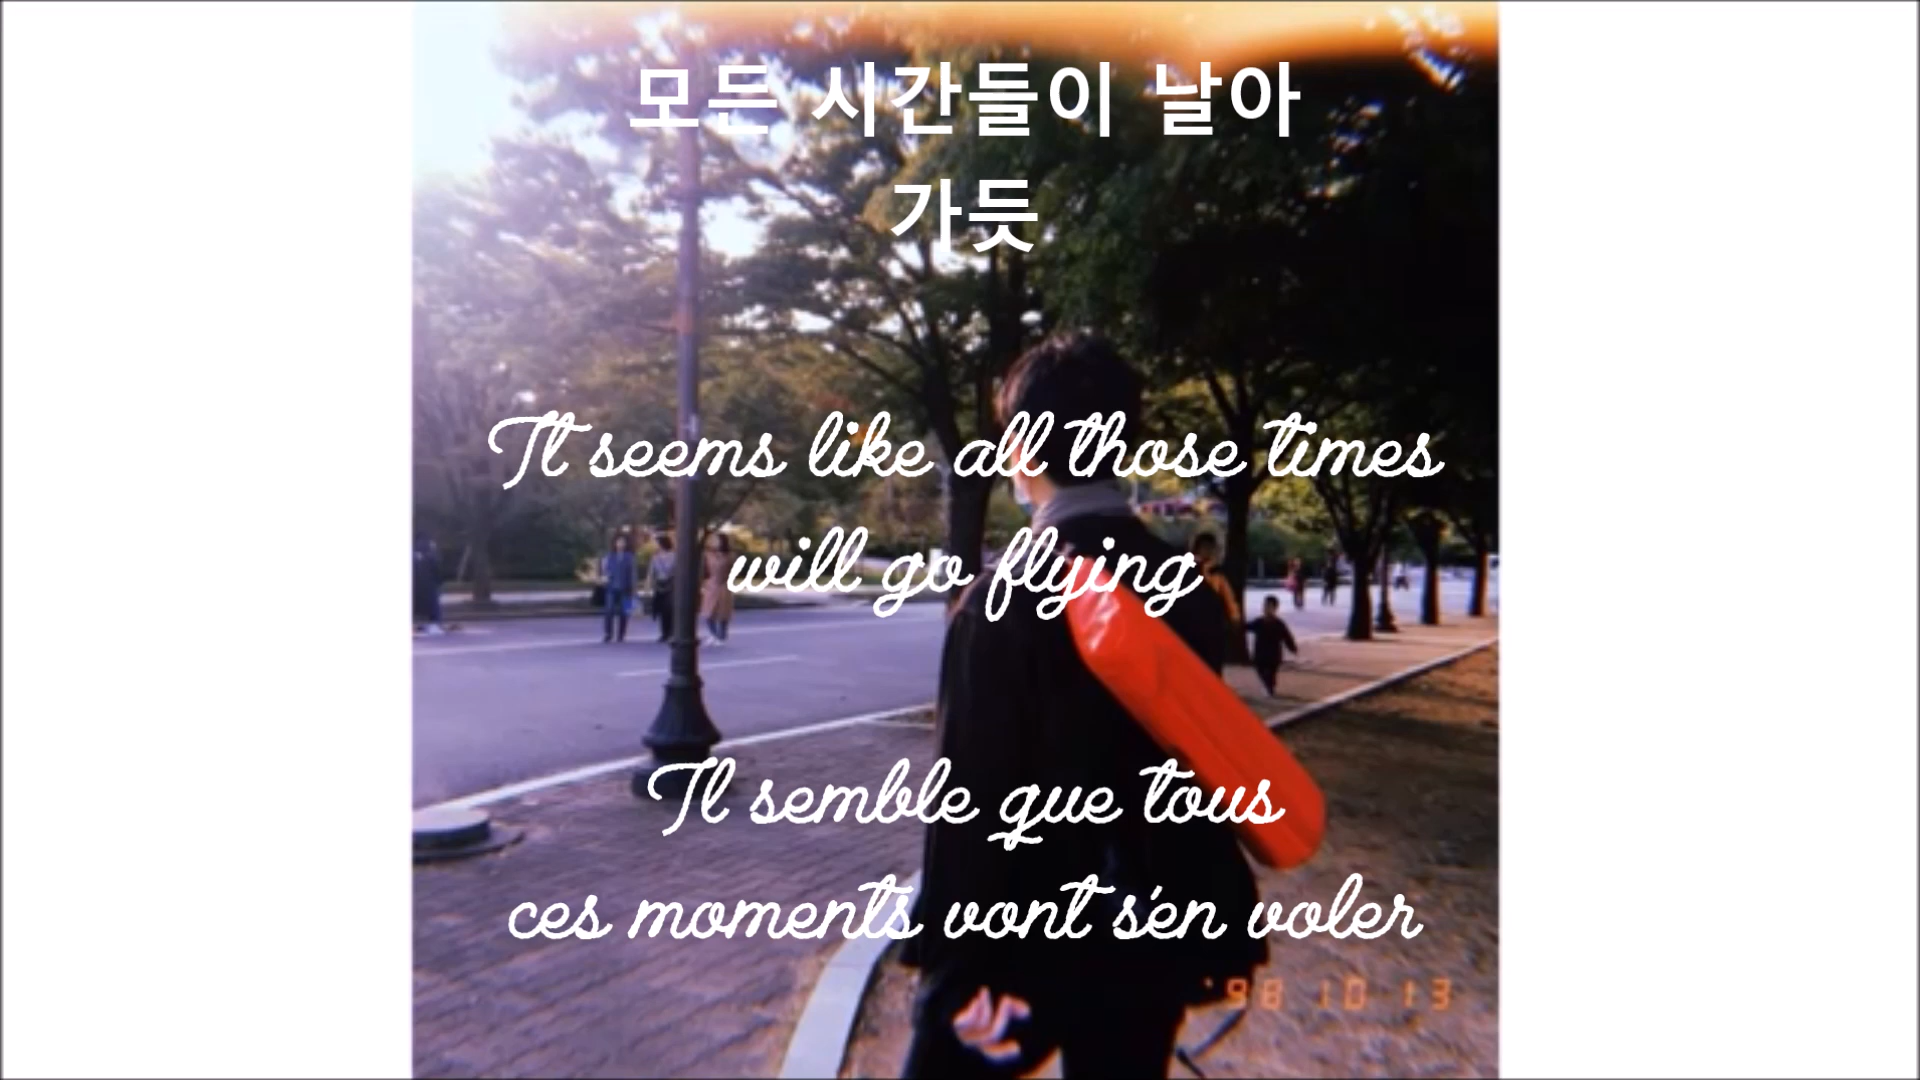 모든 시간들이 날아
가듯
It seems like all those times
will go flying
Il semble que tous
ces moments vont s'en voler
'98 10 13